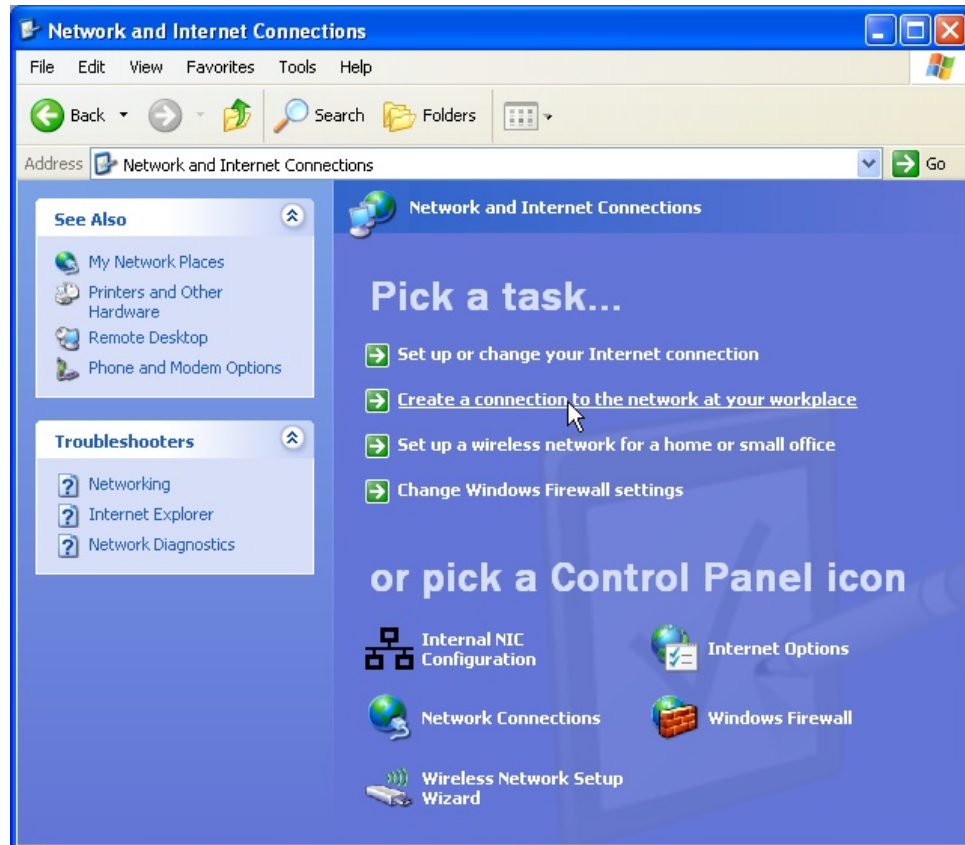 Network and Internet Connections
File Edit View Favorites Tools Help
Back Search Folders
Address Network and Internet Connections Go
See Also
My Network Places
Printers and Other
Hardware
Remote Desktop
Phone and Modem Options
Troubleshooters
Networking
Internet Explorer
Network Diagnostics
Network and Internet Connections
Pick a task...
Set up or change your Internet connection
Create a connection to the network at your workplace
Set up a wireless network for a home or small office
Change Windows Firewall settings
or pick a Control Panel icon
Internal NIC
Configuration
Internet Options
Network Connections
Windows Firewall
Wireless Network Setup
Wizard